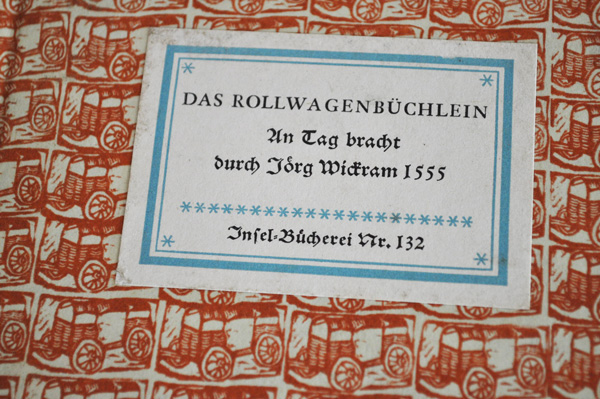 DAS ROLLWAGENBÜCHLEIN
An Tag bracht
durch Jörg Wickram 1555
Insel-Bücherei Nr. 132